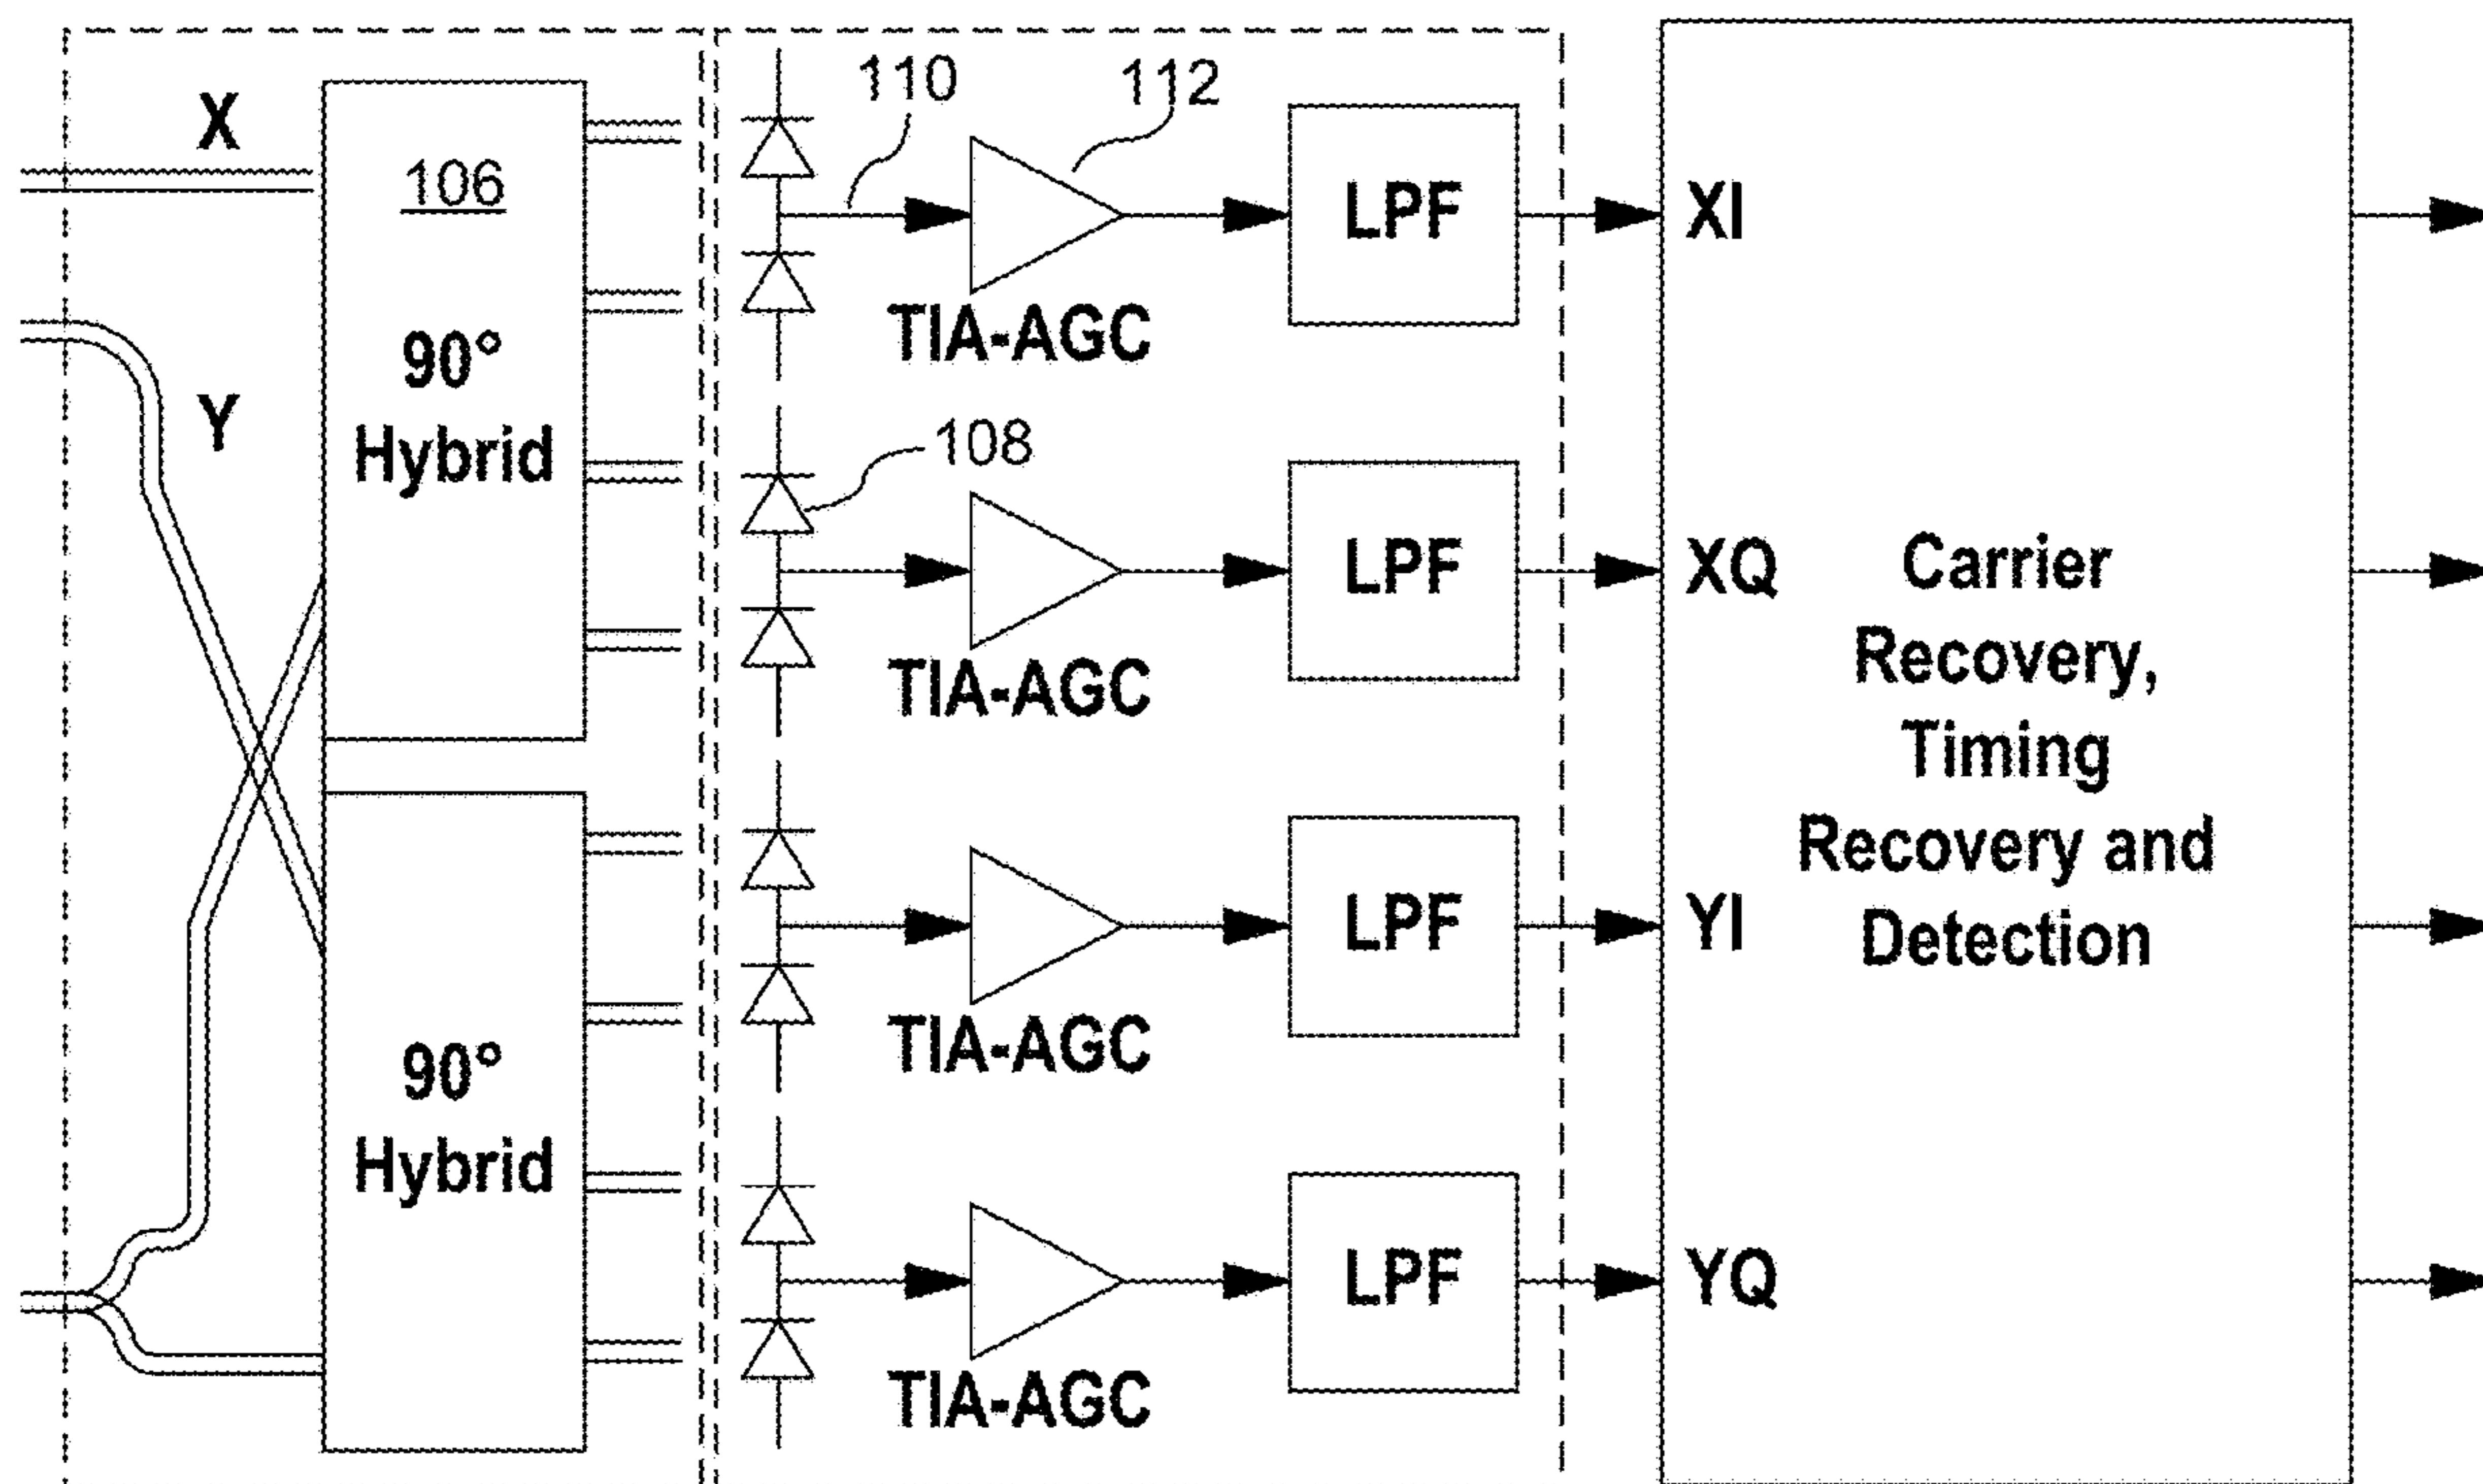 110
112
X
106
LPF
XI
TIA-AGC
90°
Hybrid
Y
108
LPF
XQ
TIA-AGC
Carrier
Recovery,
Timing
Recovery and
Detection
LPF
YI
TIA-AGC
90°
Hybrid
LPF
YQ
TIA-AGC